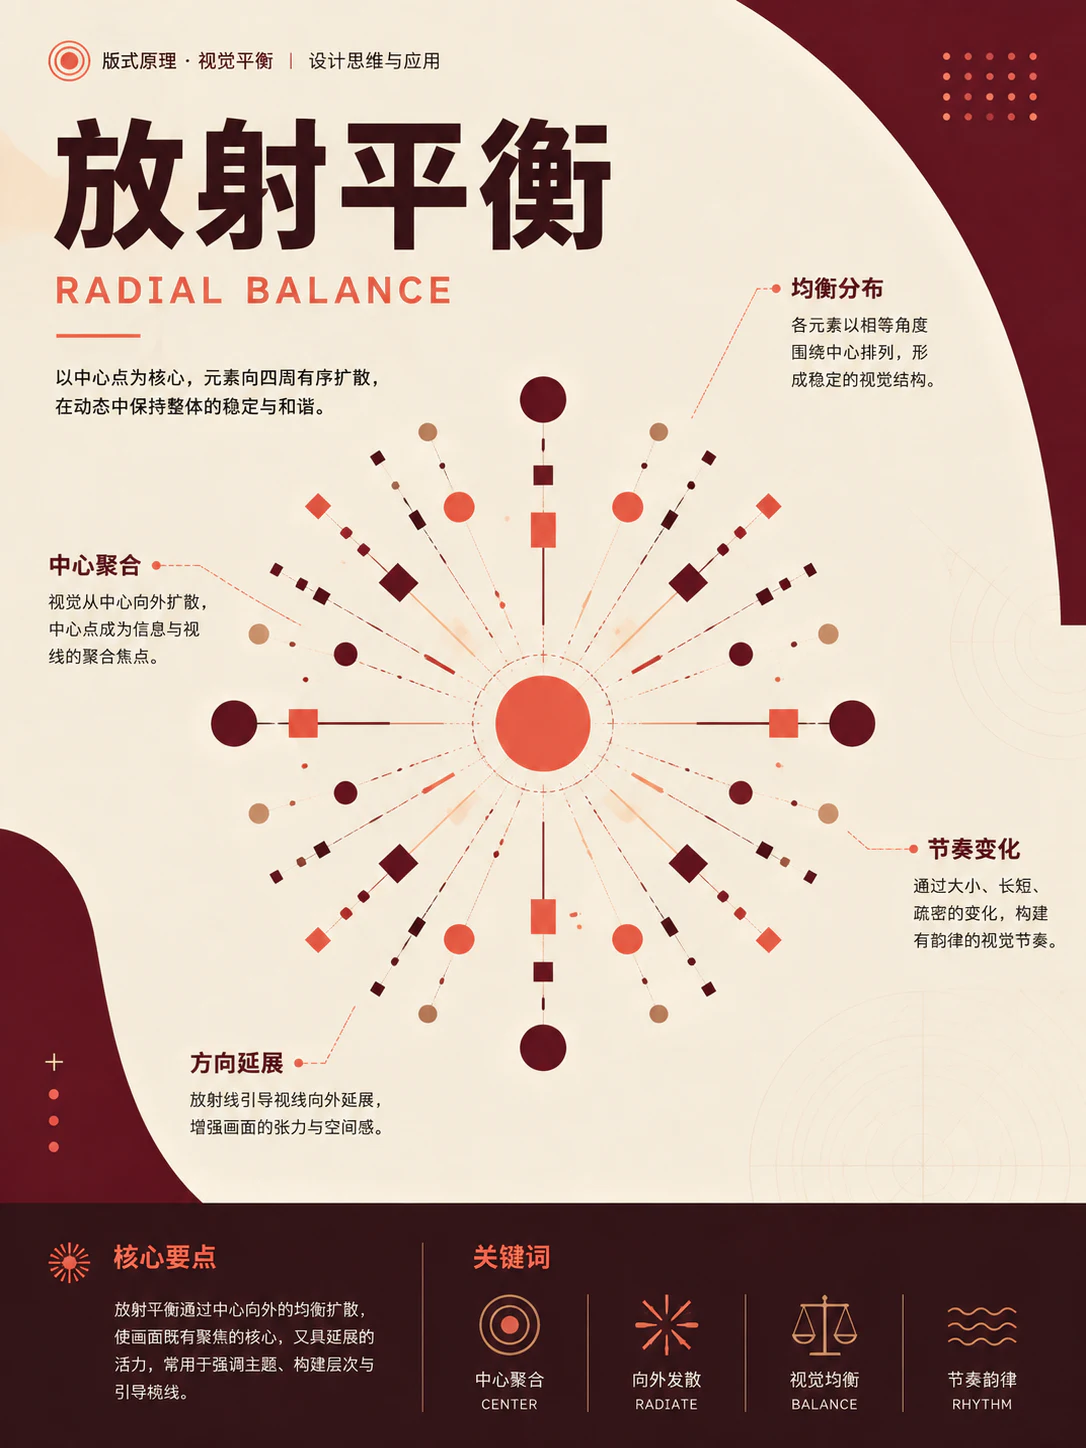 版式原理 · 视觉平衡 | 设计思维与应用
放射平衡
RADIAL BALANCE
以中心点为核心，元素向四周有序扩散，
在动态中保持整体的稳定与和谐。
均衡分布
各元素以相等角度
围绕中心排列，形
成稳定的视觉结构。
中心聚合
视觉从中心向外扩散，
中心点成为信息与视
线的聚合焦点。
节奏变化
通过大小、长短、
疏密的变化，构建
有韵律的视觉节奏。
方向延展
放射线引导视线向外延展，
增强画面的张力与空间感。
核心要点
放射平衡通过中心向外的均衡扩散，
使画面既有聚焦的核心，又具延展的
活力，常用于强调主题、构建层次与
引导线。
关键词
中心聚合
CENTER
向外发散
RADIATE
视觉均衡
BALANCE
节奏韵律
RHYTHM